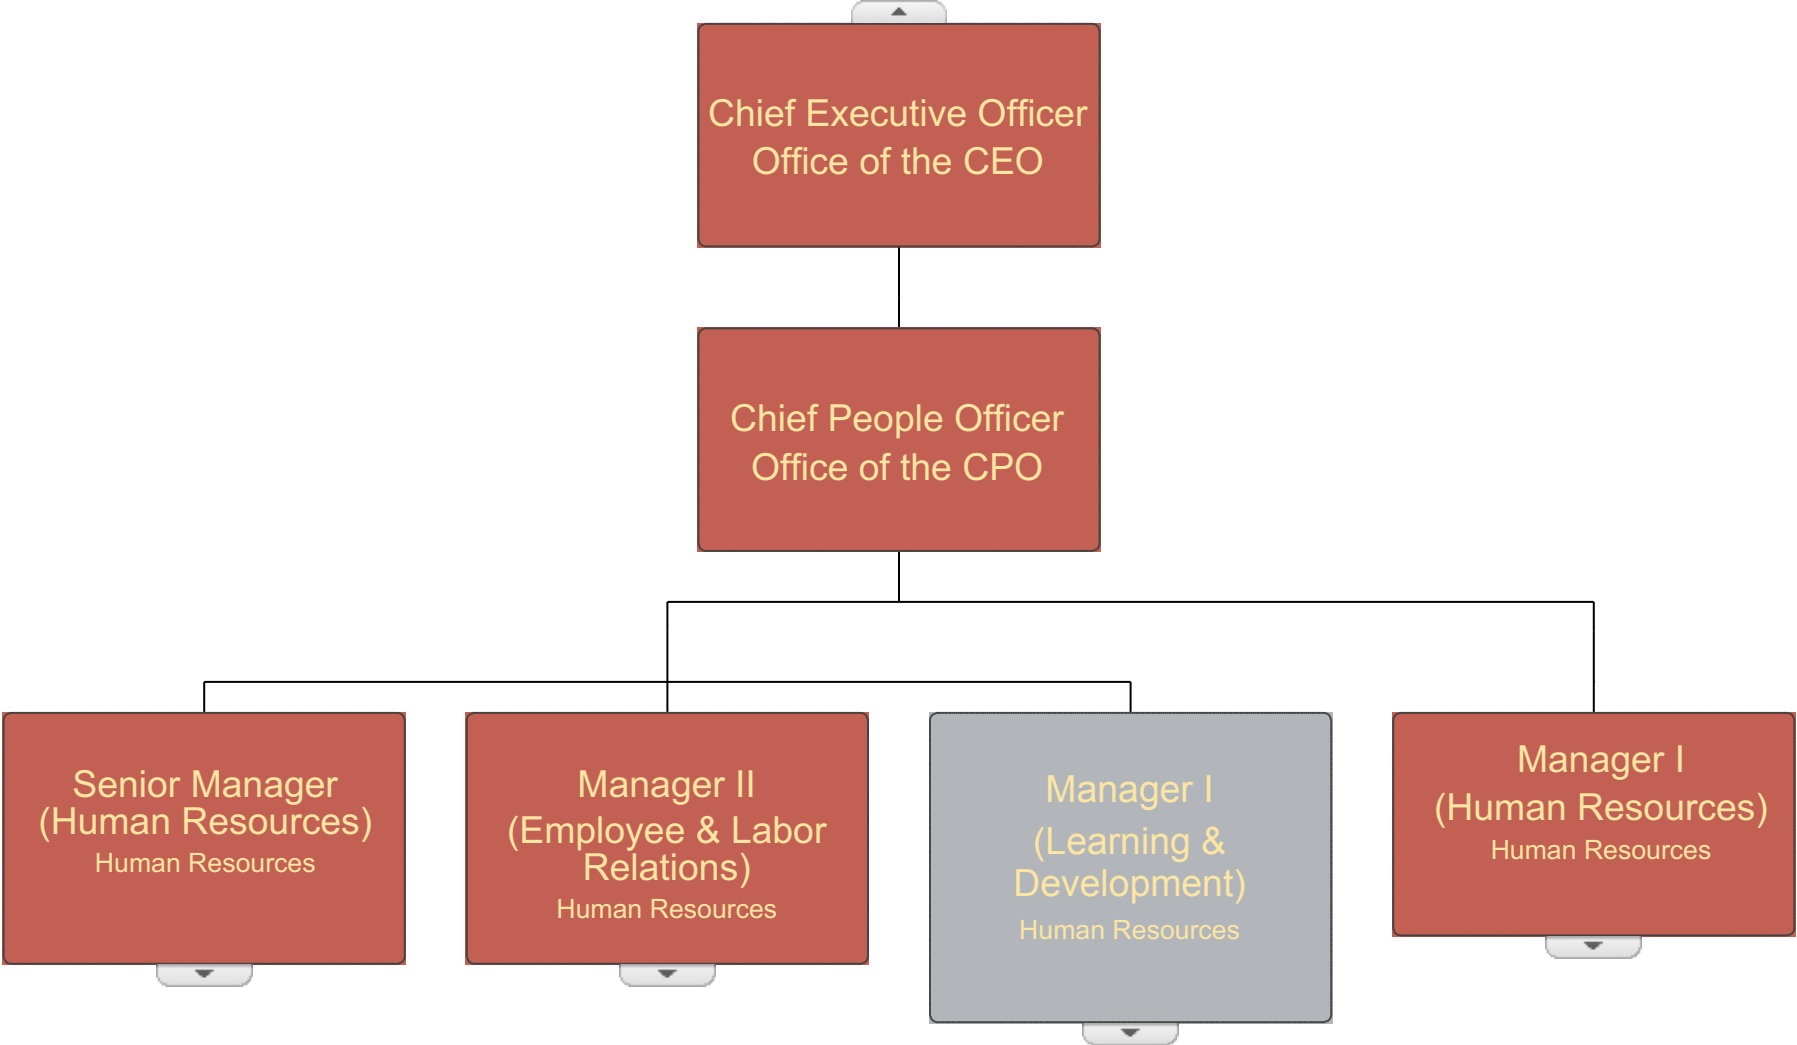 Chief Executive Officer
Office of the CEO
Chief People Officer
Office of the CPO
Senior Manager
(Human Resources)
Human Resources
Manager II
(Employee & Labor
Relations)
Human Resources
Manager I
(Learning &
Development)
Human Resources
Manager I
(Human Resources)
Human Resources